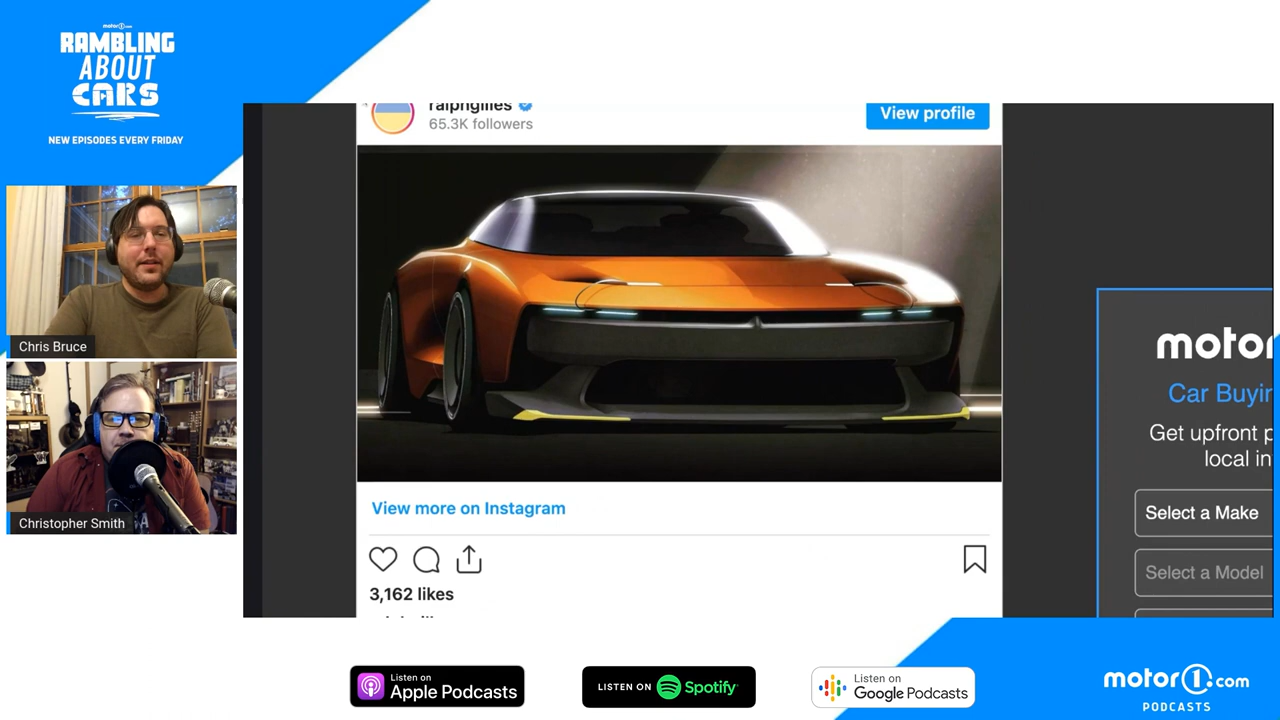 motor1.com
RAMBLING
ABOUT
CARS
NEW EPISODES EVERY FRIDAY
Chris Bruce
Christopher Smith
ralphgilles
65.3K followers
View profile
View more on Instagram
3,162 likes
motor
Car Buyin
Get upfront p
local in
Select a Make
Select a Model
Listen on
Apple Podcasts
LISTEN ON Spotify
Listen on
Google Podcasts
motor1.com
PODCASTS